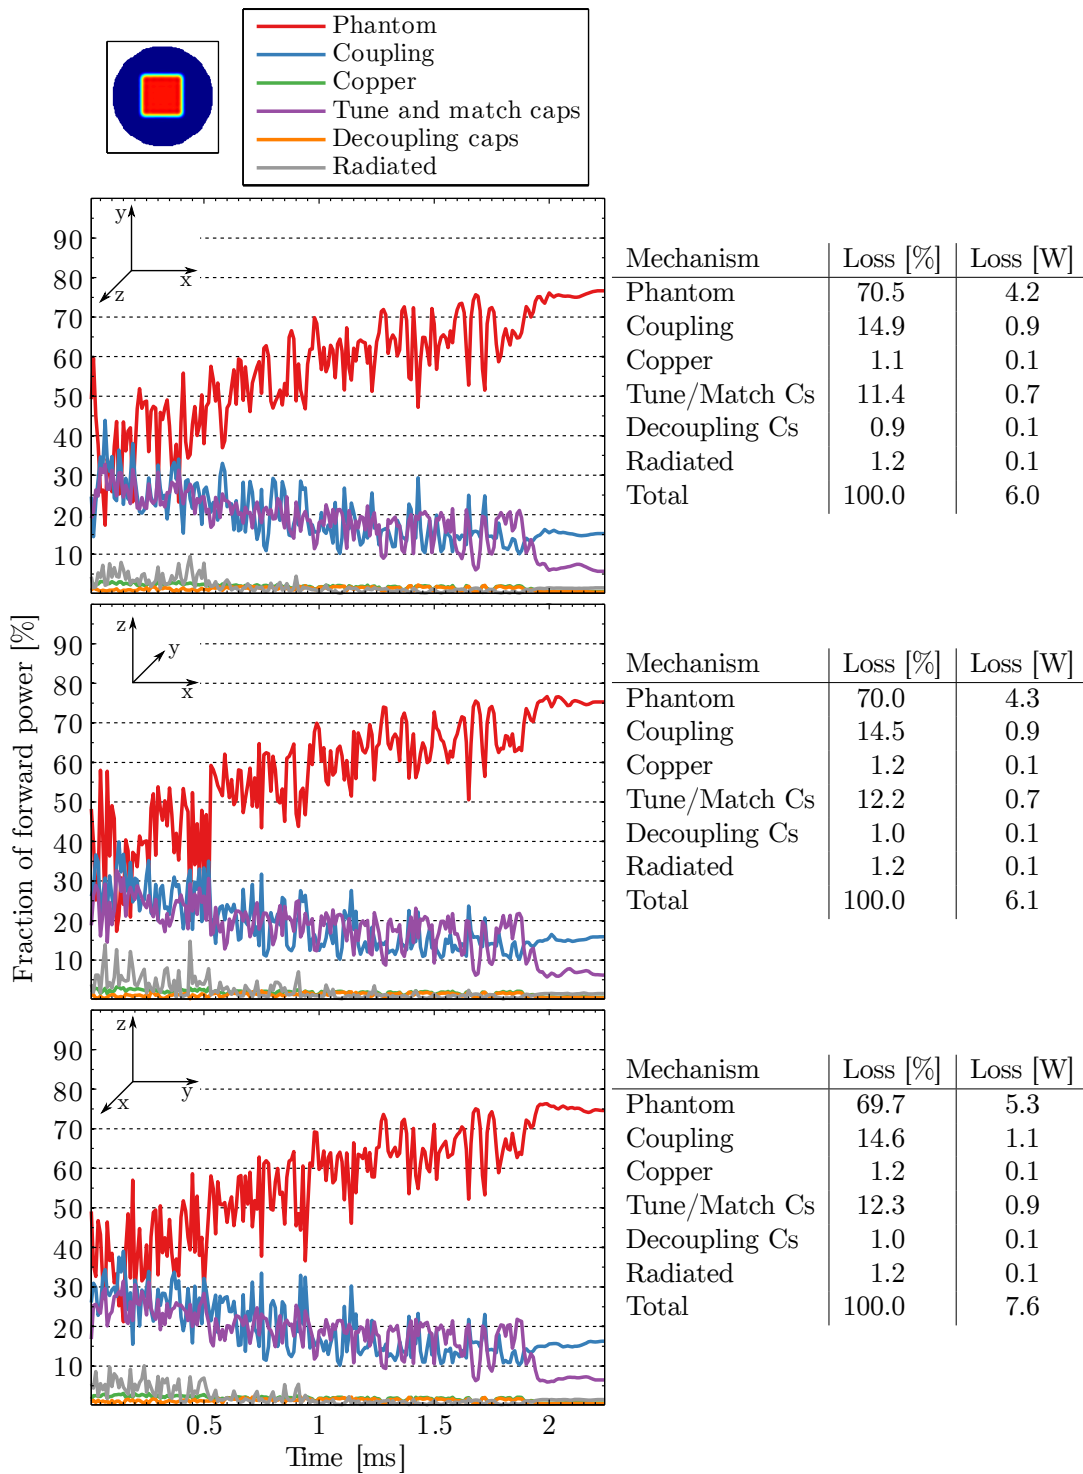 Phantom
Coupling
Copper
Tune and match caps
Decoupling caps
Radiated
Fraction of forward power [%]
90
80
70
60
50
40
30
20
10
y
x
z
Mechanism Loss [%] Loss [W]
Phantom 70.5 4.2
Coupling 14.9 0.9
Copper 1.1 0.1
Tune/Match Cs 11.4 0.7
Decoupling Cs 0.9 0.1
Radiated 1.2 0.1
Total 100.0 6.0
90
80
70
60
50
40
30
20
10
z
y
x
Mechanism Loss [%] Loss [W]
Phantom 70.0 4.3
Coupling 14.5 0.9
Copper 1.2 0.1
Tune/Match Cs 12.2 0.7
Decoupling Cs 1.0 0.1
Radiated 1.2 0.1
Total 100.0 6.1
90
80
70
60
50
40
30
20
10
z
x
y
Mechanism Loss [%] Loss [W]
Phantom 69.7 5.3
Coupling 14.6 1.1
Copper 1.2 0.1
Tune/Match Cs 12.3 0.9
Decoupling Cs 1.0 0.1
Radiated 1.2 0.1
Total 100.0 7.6
0.5 1 1.5 2
Time [ms]